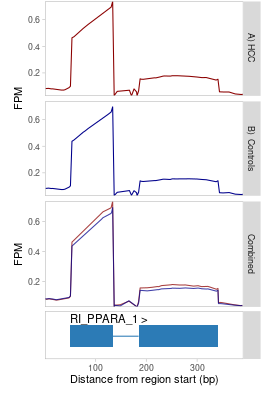 0.6
0.4
0.2
A) HCC
FPM
0.6
0.4
0.2
B) Controls
0.6
0.4
0.2
Combined
FPM
RI_PPARA_1 >
100 200 300
Distance from region start (bp)